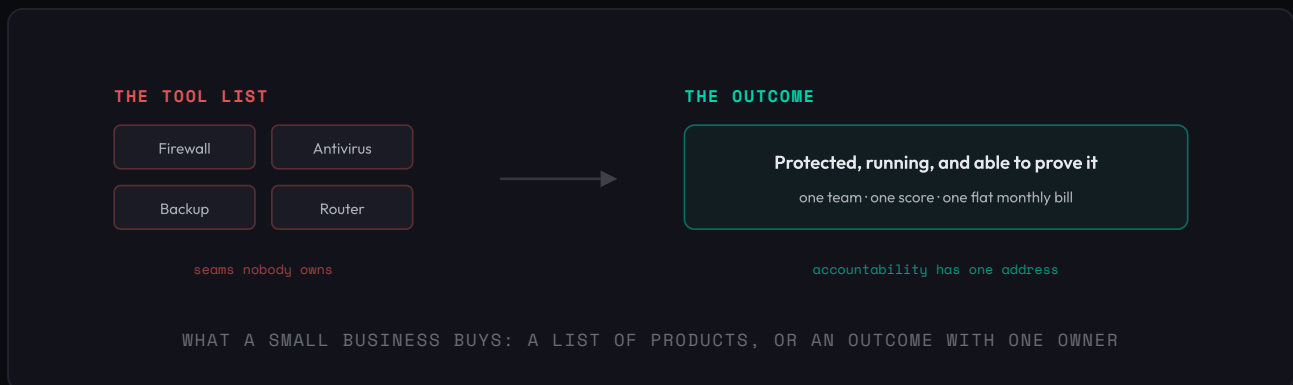 THE TOOL LIST
Firewall
Antivirus
Backup
Router
seams nobody owns
THE OUTCOME
Protected, running, and able to prove it
one team · one score · one flat monthly bill
accountability has one address
WHAT A SMALL BUSINESS BUYS: A LIST OF PRODUCTS, OR AN OUTCOME WITH ONE OWNER